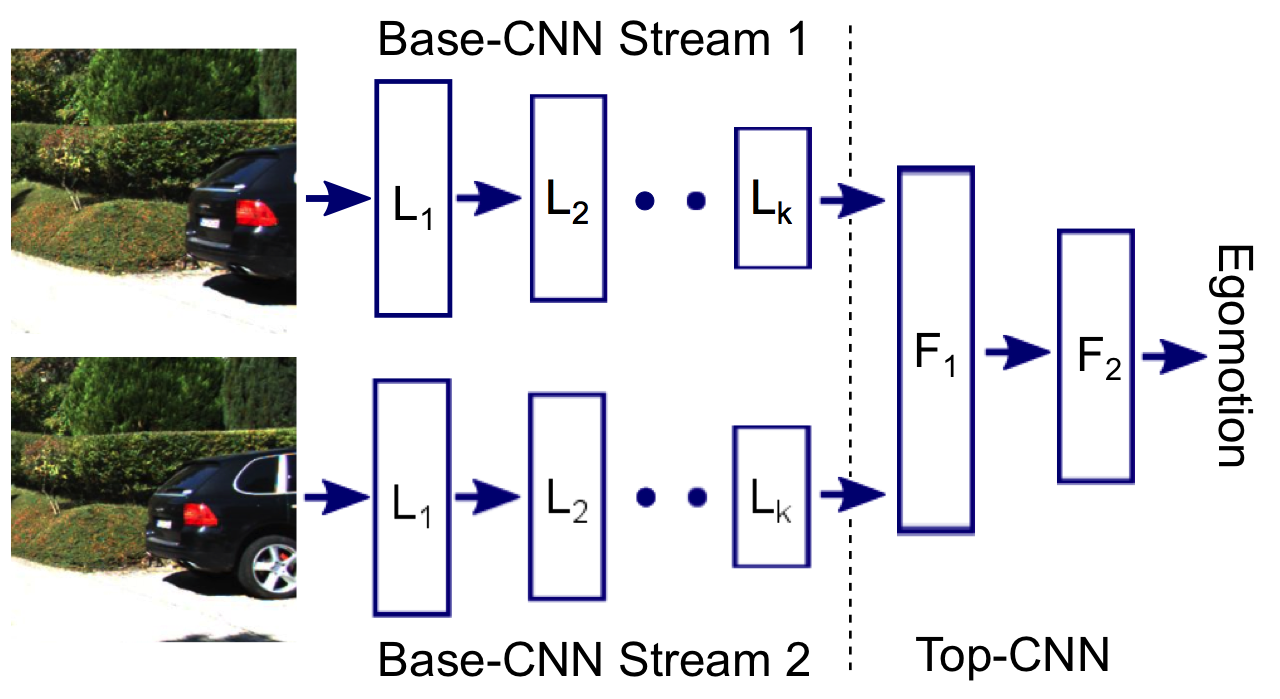 Base-CNN Stream 1
L₁
L₂
Lₖ
F₁
F₂
Egomotion
L₁
L₂
Lₖ
Base-CNN Stream 2
Top-CNN